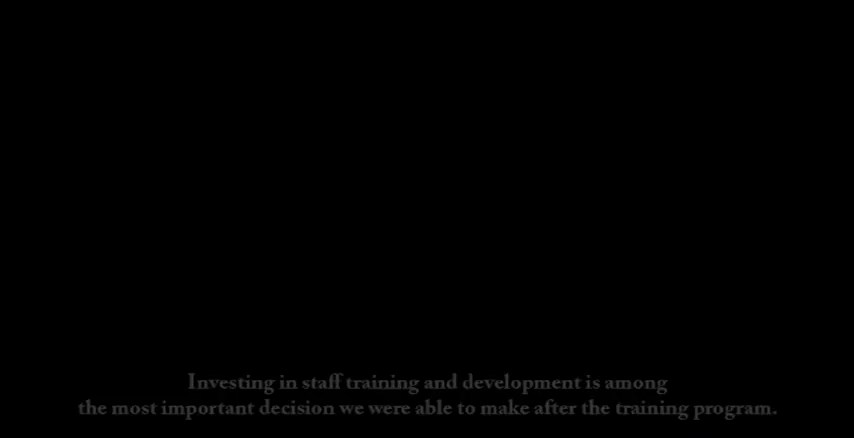 Investing in staff training and development is among
the most important decision we were able to make after the training program.